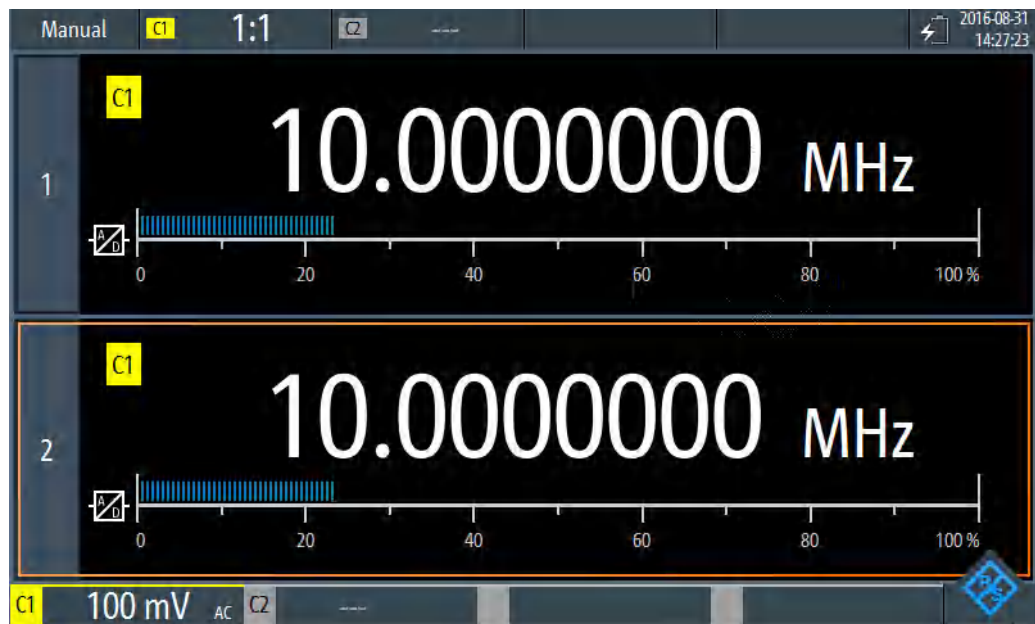 Manual C1 1:1 C2 --.-- 2016-08-31
14:27:23
C1
10.0000000 MHz
1
A/D
0 20 40 60 80 100 %
C1
10.0000000 MHz
2
A/D
0 20 40 60 80 100 %
C1 100 mV AC C2 --.-- R&S